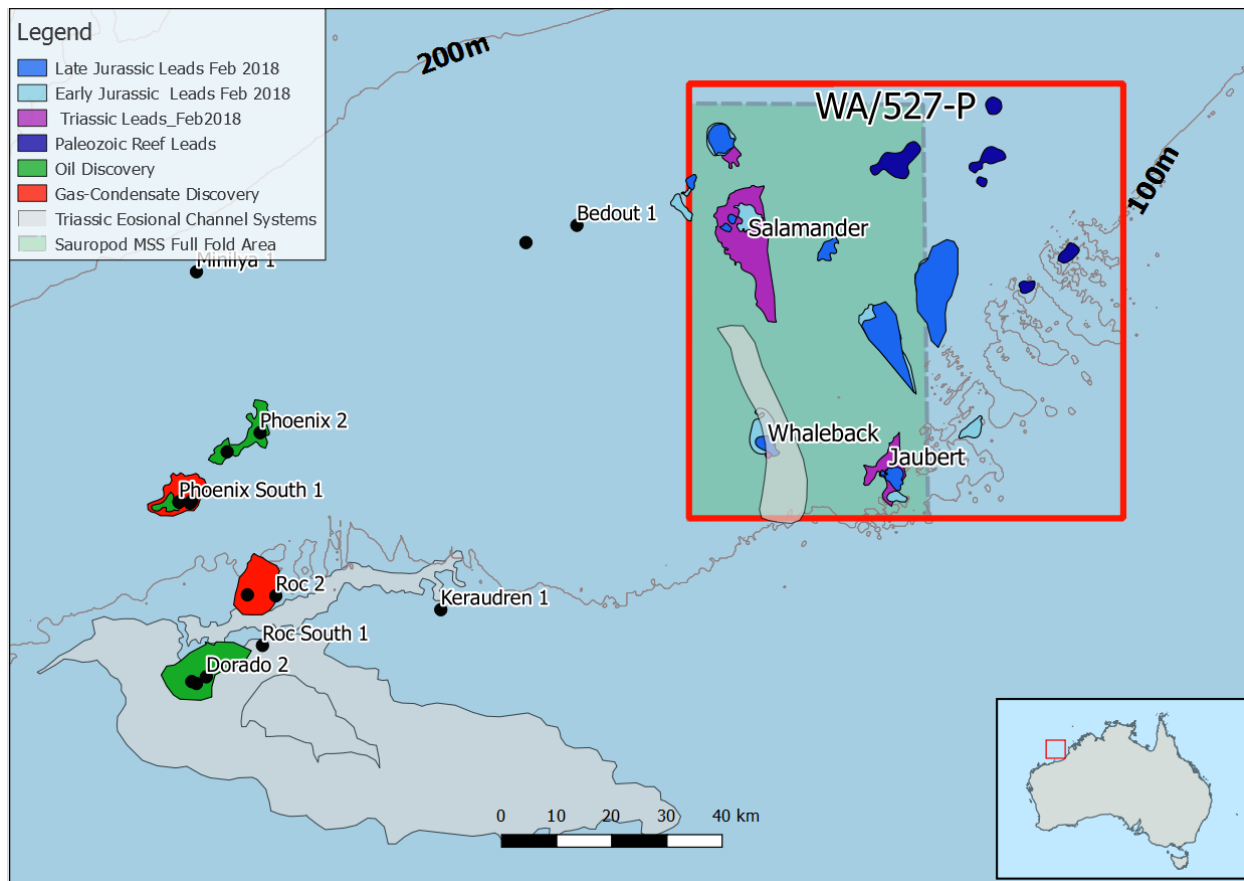 Legend
Late Jurassic Leads Feb 2018
Early Jurassic Leads Feb 2018
Triassic Leads_Feb2018
Paleozoic Reef Leads
Oil Discovery
Gas-Condensate Discovery
Triassic Eosional Channel Systems
Sauropod MSS Full Fold Area
200m
WA/527-P
100m
Bedout 1
Salamander
Minilya 1
Phoenix 2
Whaleback
Jaubert
Phoenix South 1
Roc 2
Keraudren 1
Roc South 1
Dorado 2
0 10 20 30 40 km